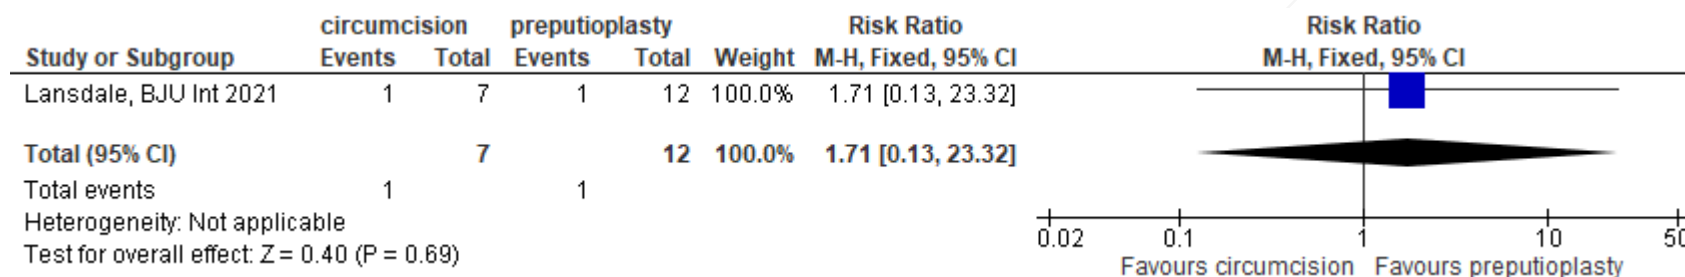 circumcision preputioplasty Risk Ratio Risk Ratio
Study or Subgroup Events Total Events Total Weight M-H, Fixed, 95% CI M-H, Fixed, 95% CI
Lansdale, BJU Int 2021 1 7 1 12 100.0% 1.71 [0.13, 23.32]
Total (95% CI) 7 12 100.0% 1.71 [0.13, 23.32]
Total events 1 1
Heterogeneity: Not applicable
Test for overall effect: Z = 0.40 (P = 0.69)
0.02 0.1 1 10 50
Favours circumcision Favours preputioplasty